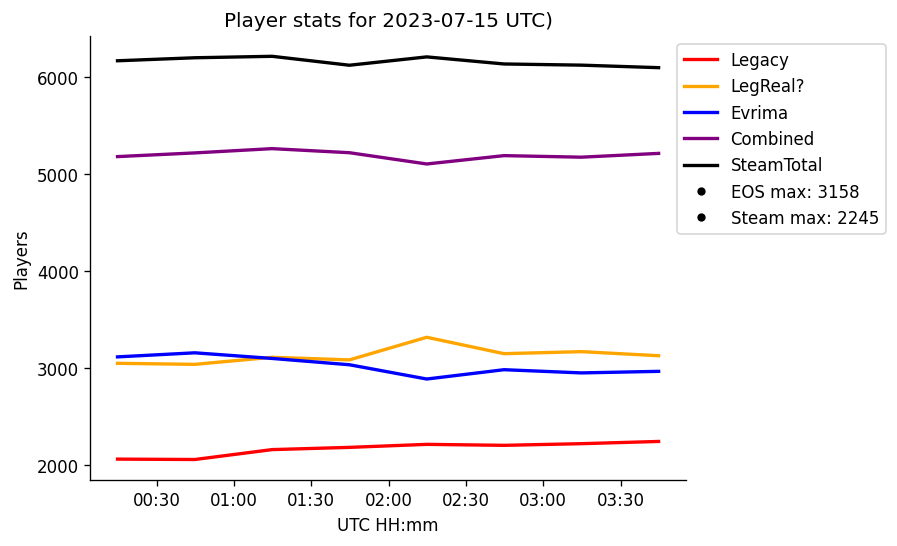 Player stats for 2023-07-15 UTC)
Legacy
LegReal?
Evrima
Combined
SteamTotal
EOS max: 3158
Steam max: 2245
Players
6000
5000
4000
3000
2000
00:30 01:00 01:30 02:00 02:30 03:00 03:30
UTC HH:mm